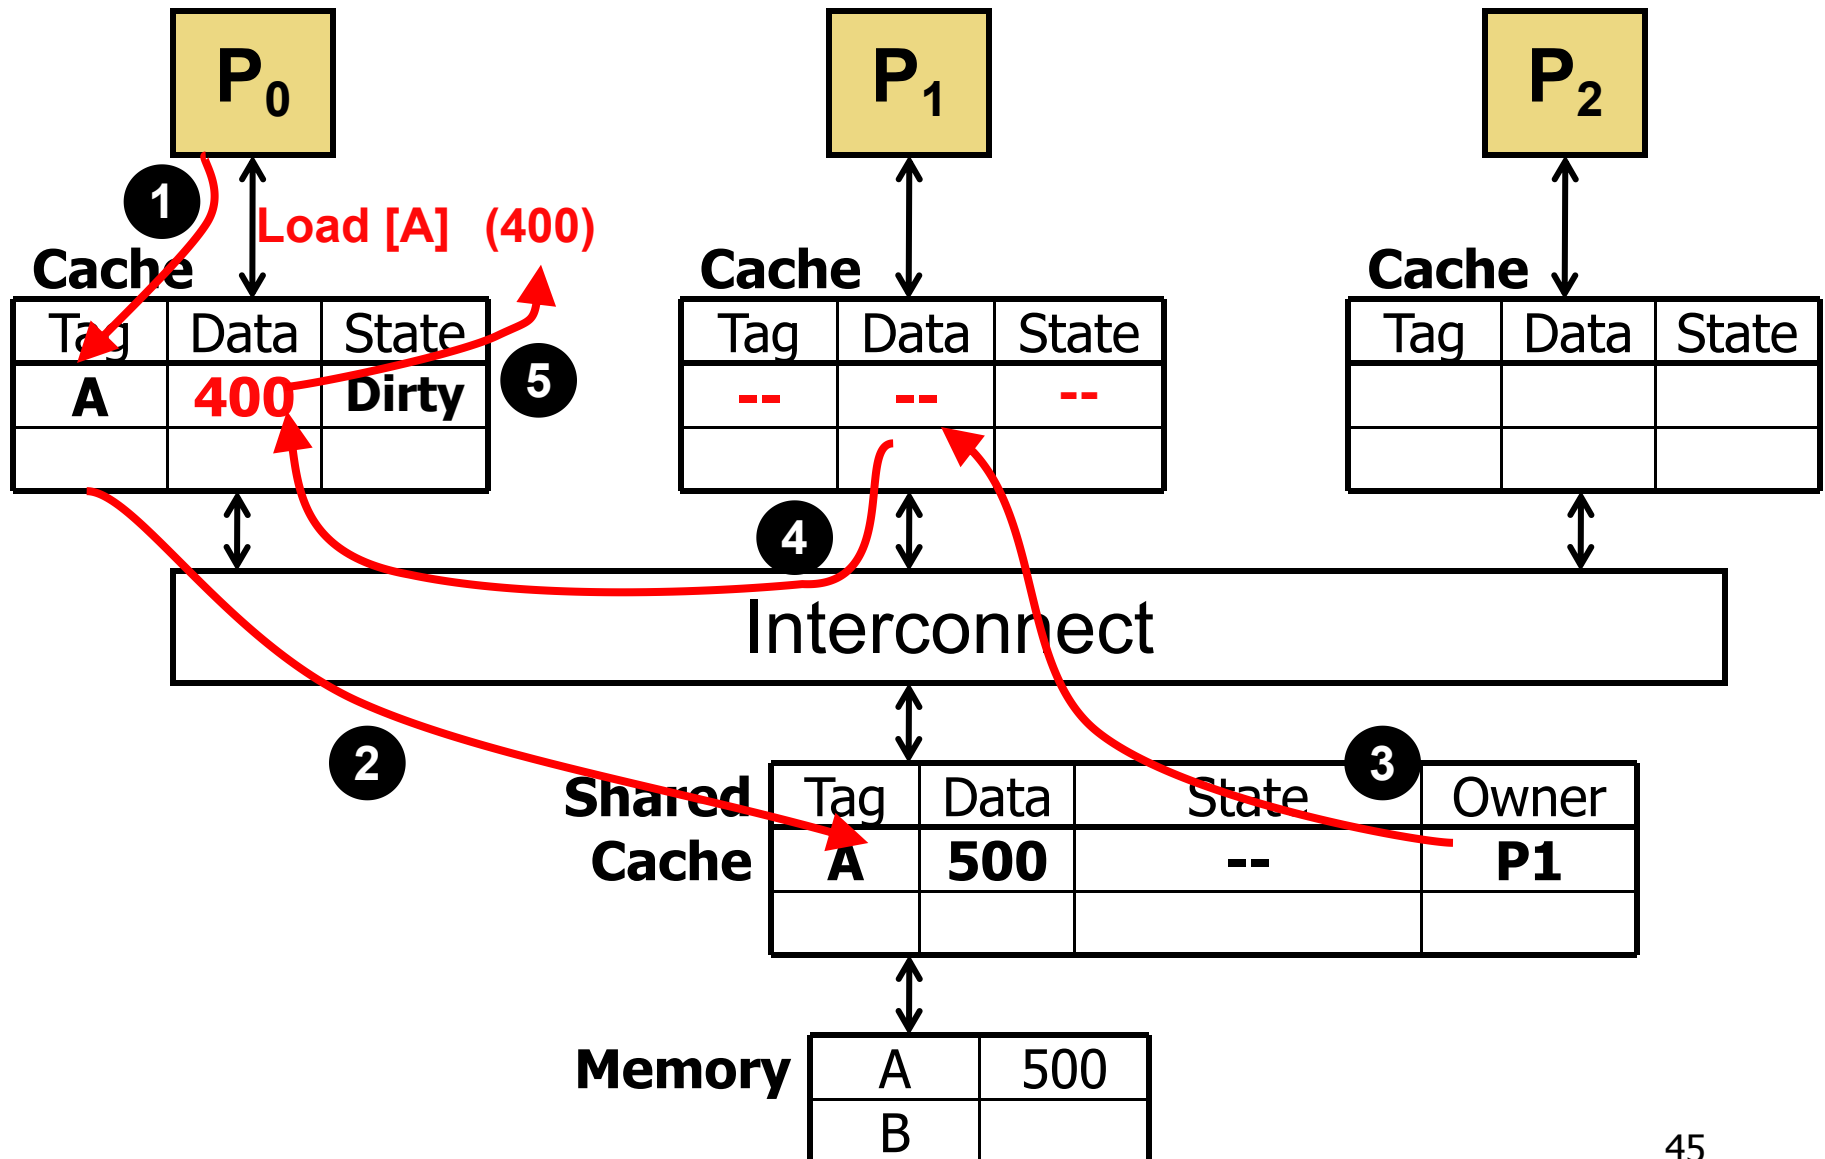 P0 P1 P2
1
Load [A] (400)
Cache Cache Cache
Tag Data State Tag Data State Tag Data State
A 400 Dirty 5 -- -- --
4
Interconnect
2 3
Shared Tag Data State Owner
Cache A 500 -- P1
Memory A 500
B
45